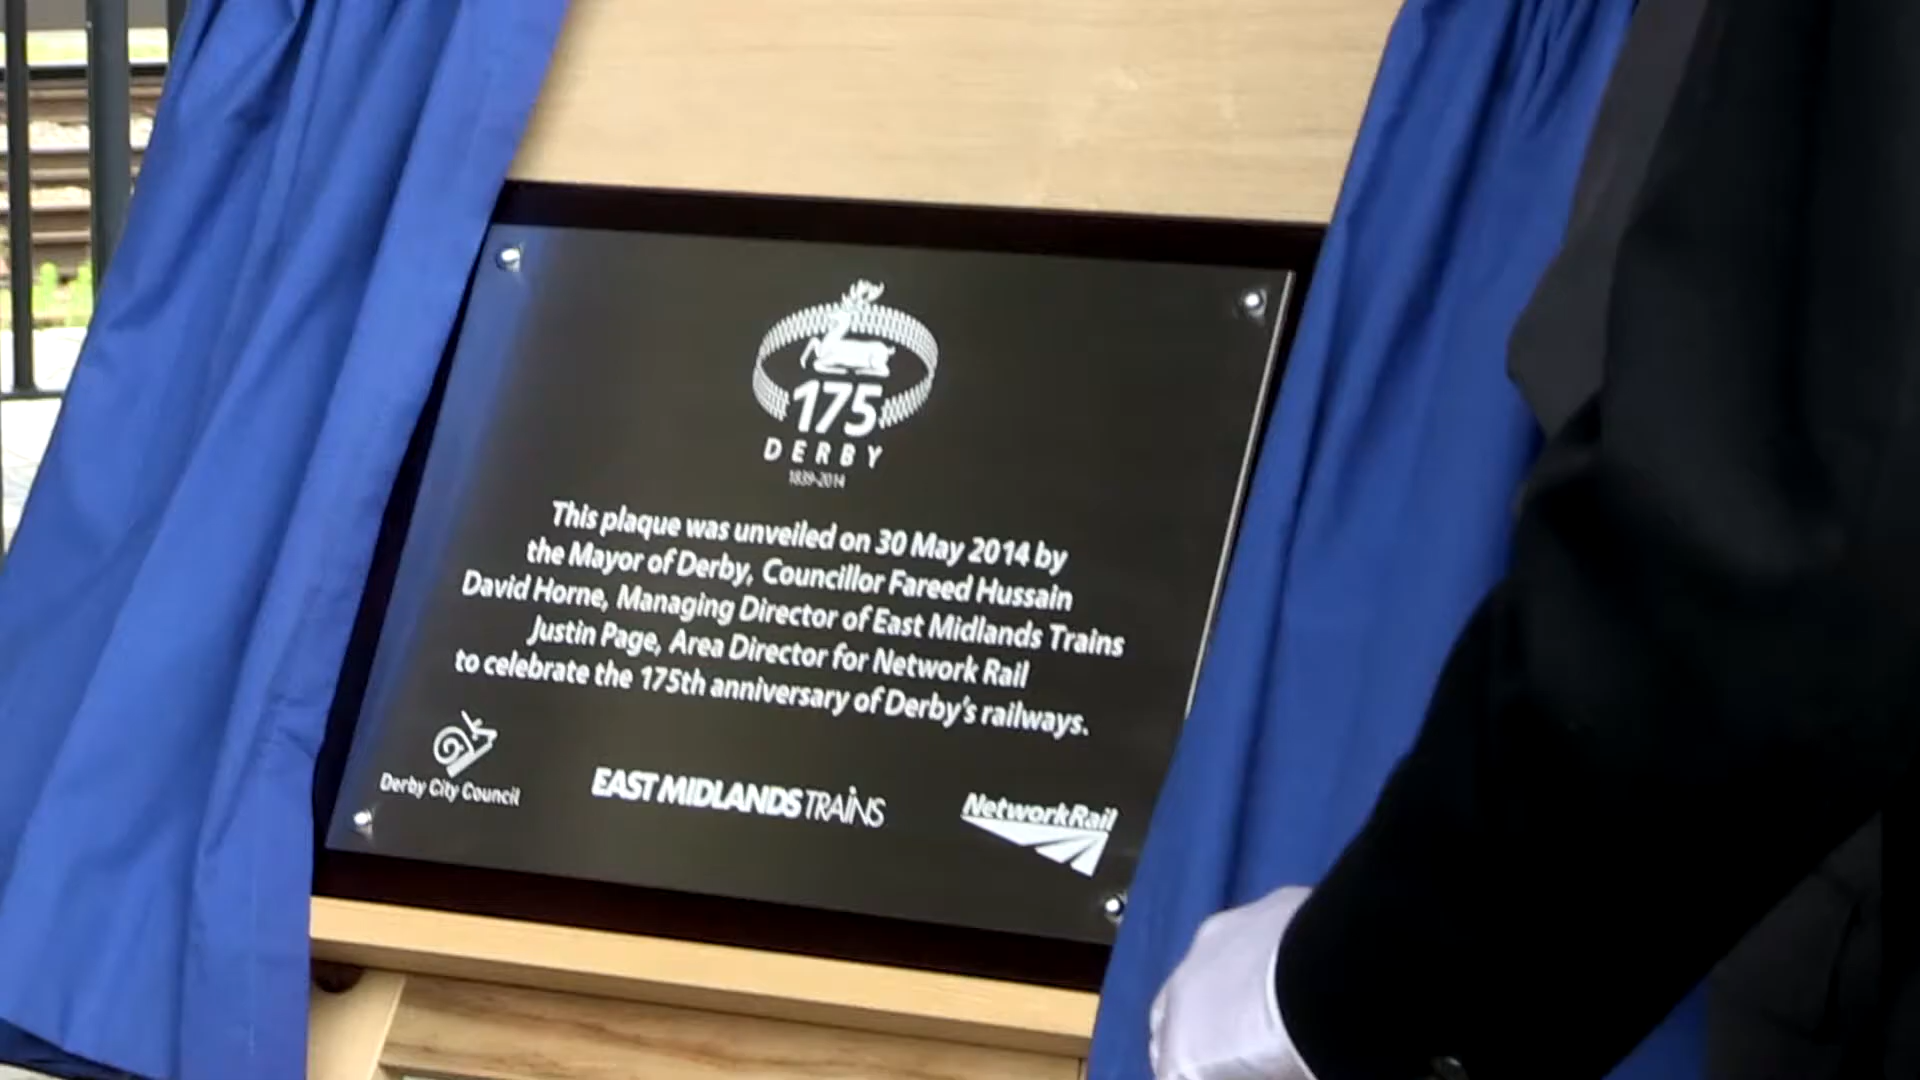 175
DERBY
1839-2014
This plaque was unveiled on 30 May 2014 by
the Mayor of Derby, Councillor Fareed Hussain
David Horne, Managing Director of East Midlands Trains
Justin Page, Area Director for Network Rail
to celebrate the 175th anniversary of Derby's railways.
Derby City Council
EAST MIDLANDS TRAINS
NetworkRail